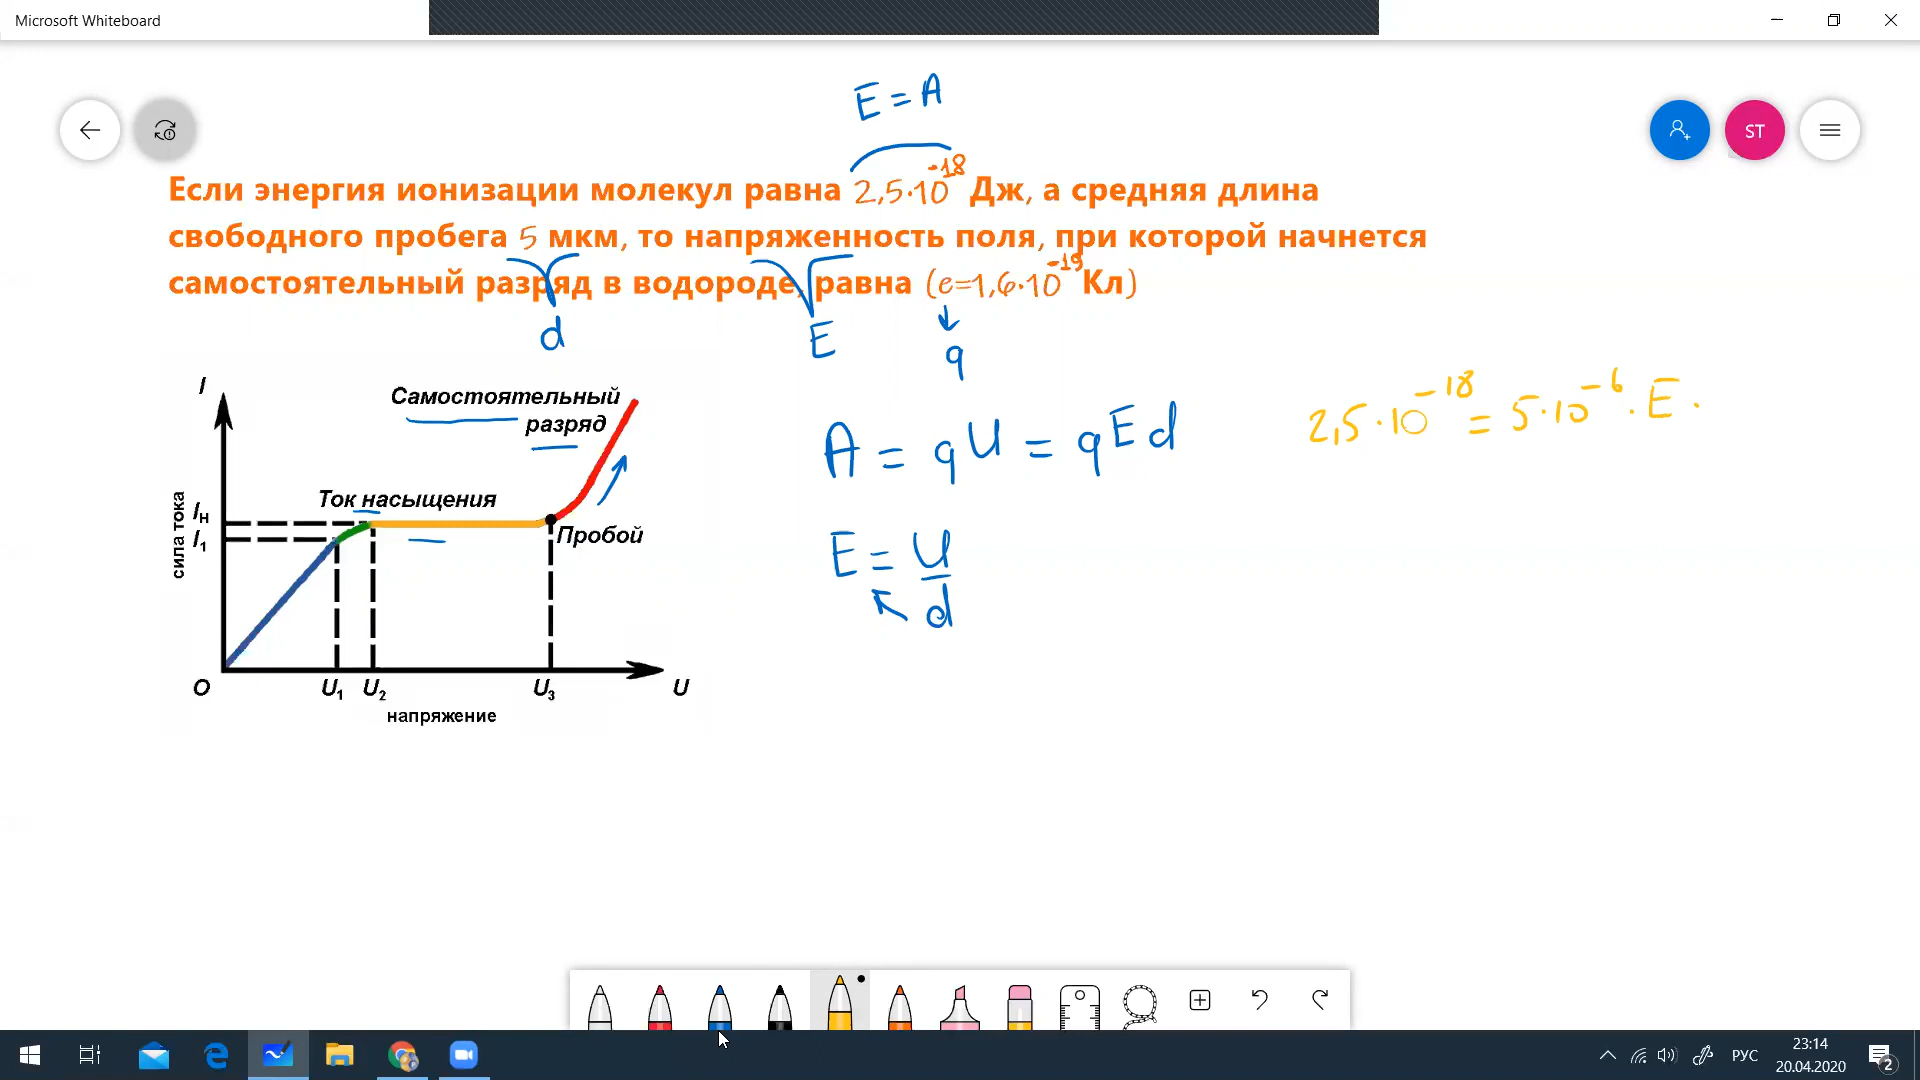 Microsoft Whiteboard
E = A
ST
Если энергия ионизации молекул равна 2,5·10⁻¹⁸ Дж, а средняя длина
свободного пробега 5 мкм, то напряженность поля, при которой начнется
самостоятельный разряд в водороде, равна (e=1,6·10⁻¹⁹ Кл)
d
E
q
I
Самостоятельный
разряд
Ток насыщения
Iн
I₁
сила тока
Пробой
O
U₁
U₂
U₃
U
напряжение
A = qU = qEd
E = U/d
2,5·10⁻¹⁸ = 5·10⁻⁶·E·
РУС
23:14
20.04.2020
2